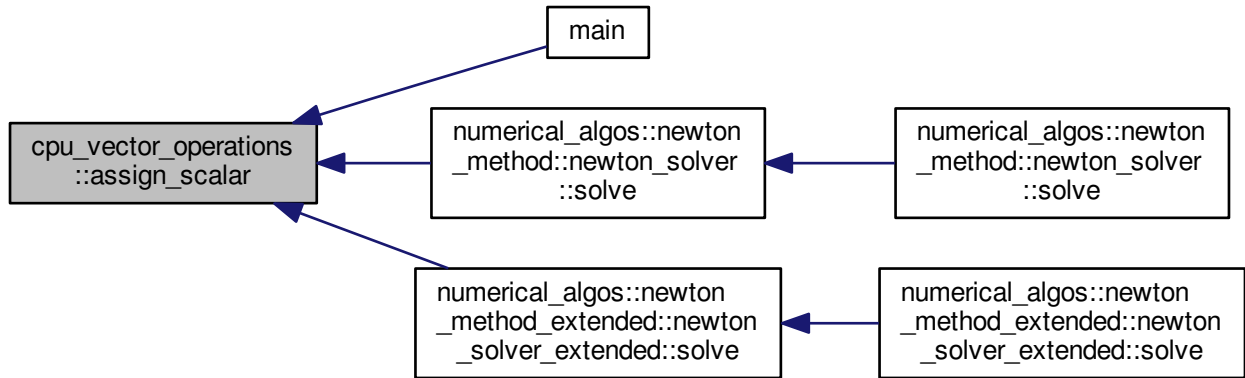 main
cpu_vector_operations
::assign_scalar
numerical_algos::newton
_method::newton_solver
::solve
numerical_algos::newton
_method::newton_solver
::solve
numerical_algos::newton
_method_extended::newton
_solver_extended::solve
numerical_algos::newton
_method_extended::newton
_solver_extended::solve